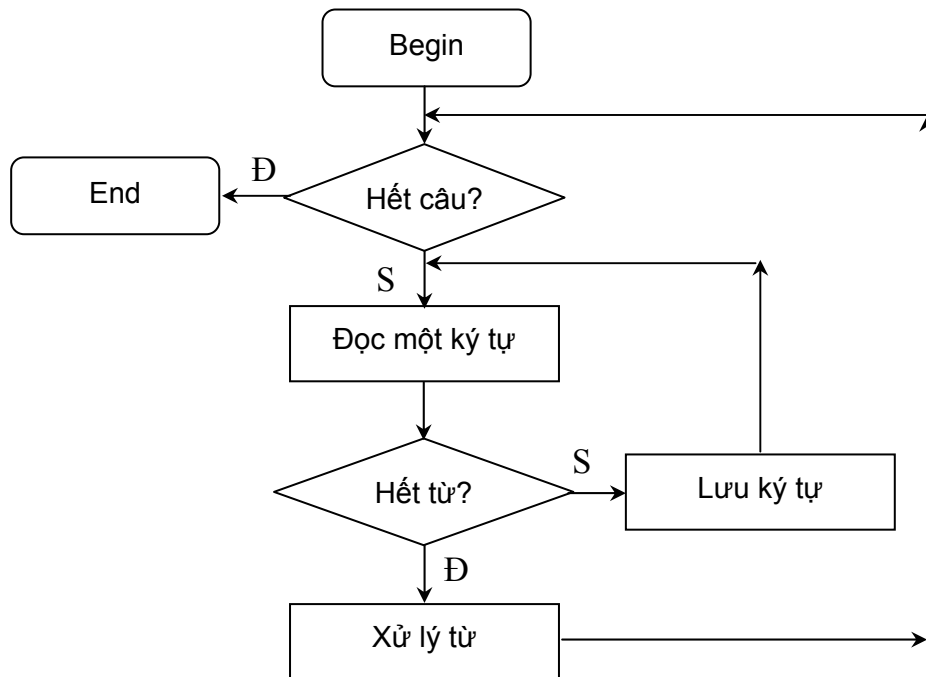 Begin
Đ
End
Hết câu?
S
Đọc một ký tự
S
Hết từ?
Lưu ký tự
Đ
Xử lý từ